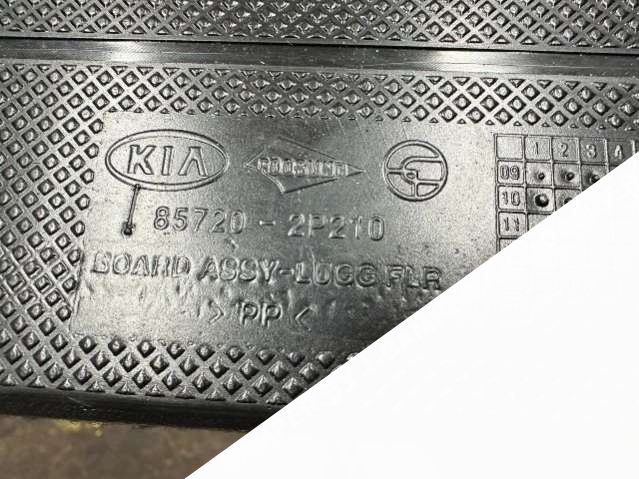 KIA
85720 - 2P210
BOARD ASSY-LUGG FLR
> PP <
1 2 3 4
09
10
11